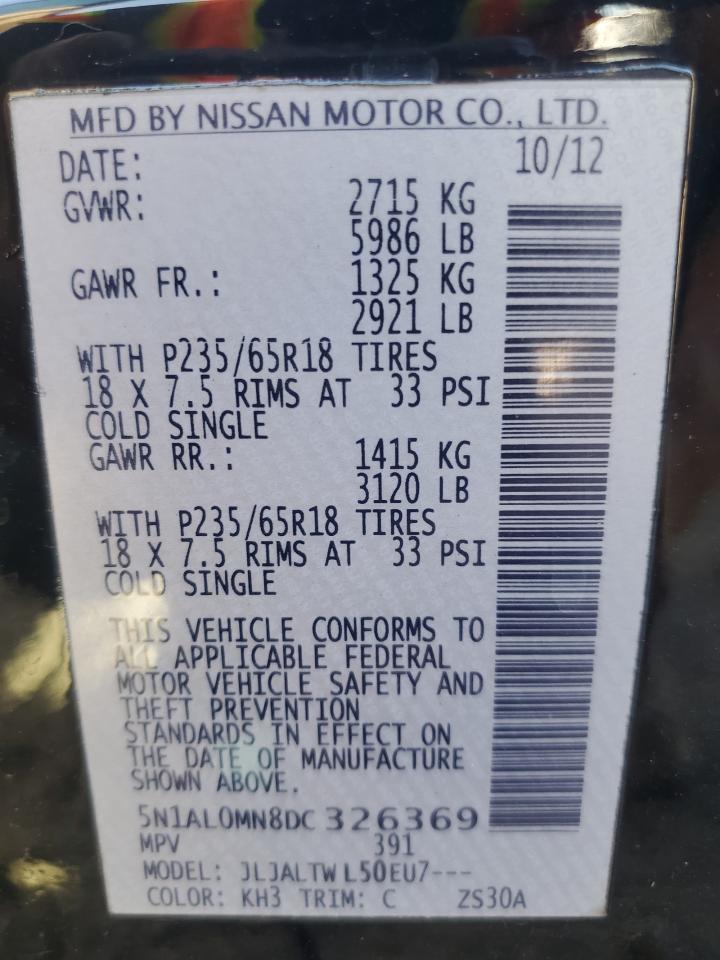 MFD BY NISSAN MOTOR CO., LTD.
DATE: 10/12
GVWR: 2715 KG
5986 LB
GAWR FR.: 1325 KG
2921 LB
WITH P235/65R18 TIRES
18 X 7.5 RIMS AT 33 PSI
COLD SINGLE
GAWR RR.: 1415 KG
3120 LB
WITH P235/65R18 TIRES
18 X 7.5 RIMS AT 33 PSI
COLD SINGLE
THIS VEHICLE CONFORMS TO
ALL APPLICABLE FEDERAL
MOTOR VEHICLE SAFETY AND
THEFT PREVENTION
STANDARDS IN EFFECT ON
THE DATE OF MANUFACTURE
SHOWN ABOVE.
5N1AL0MN8DC 326369
MPV 391
MODEL: JLJALTW L50EU7---
COLOR: KH3 TRIM: C ZS30A